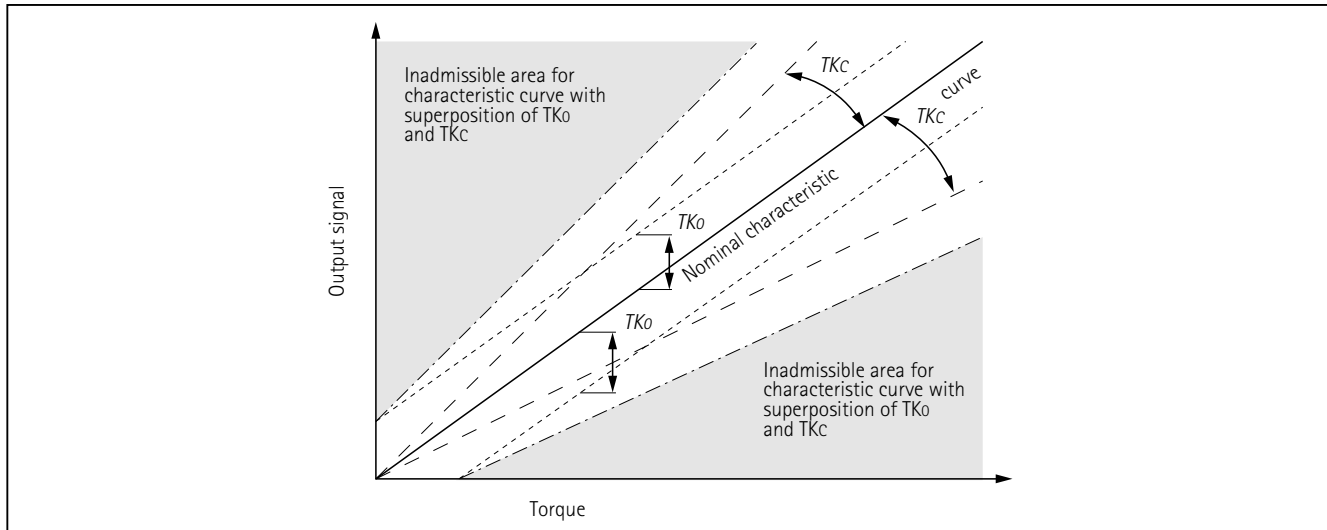 Inadmissible area for
characteristic curve with
superposition of TK0
and TKC
TKC
curve
TKC
Output signal
TK0
Nominal characteristic
TK0
Inadmissible area for
characteristic curve with
superposition of TK0
and TKC
Torque